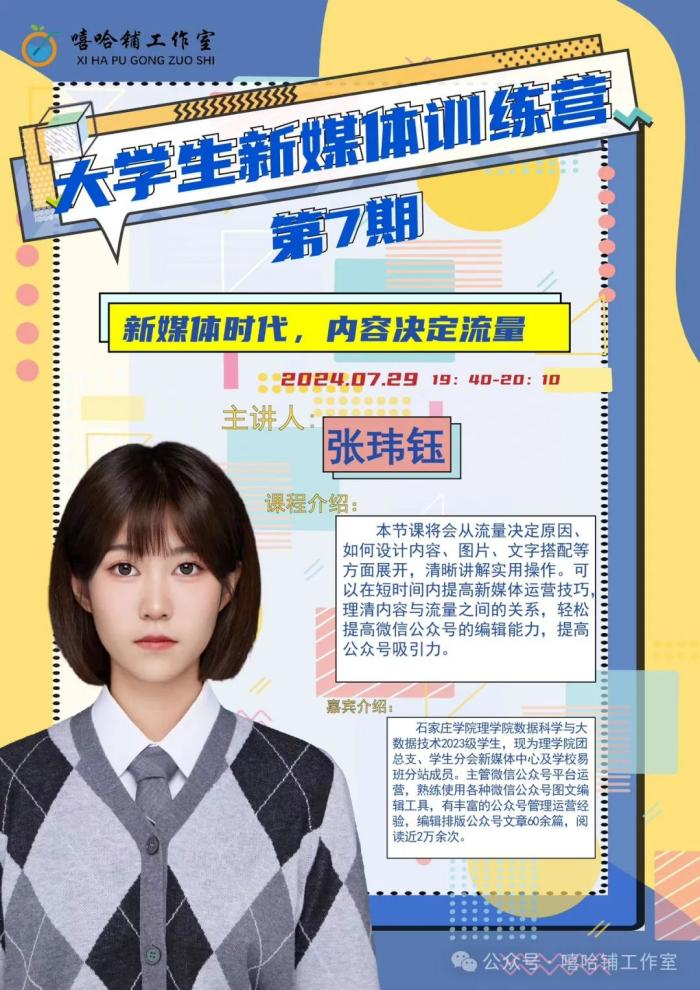 嘻哈铺工作室
XI HA PU GONG ZUO SHI
大学生新媒体训练营
第7期
新媒体时代，内容决定流量
2024.07.29 19：40-20：10
主讲人：
张玮钰
课程介绍：
本节课将会从流量决定原因、
如何设计内容、图片、文字搭配等
方面展开，清晰讲解实用操作。可
以在短时间内提高新媒体运营技巧，
理清内容与流量之间的关系，轻松
提高微信公众号的编辑能力，提高
公众号吸引力。
嘉宾介绍：
石家庄学院理学院数据科学与大
数据技术2023级学生，现为理学院团
总支、学生分会新媒体中心及学校易
班分站成员。主管微信公众号平台运
营，熟练使用各种微信公众号图文编
辑工具，有丰富的公众号管理运营经
验，编辑排版公众号文章60余篇，阅
读近2万余次。
公众号·嘻哈铺工作室